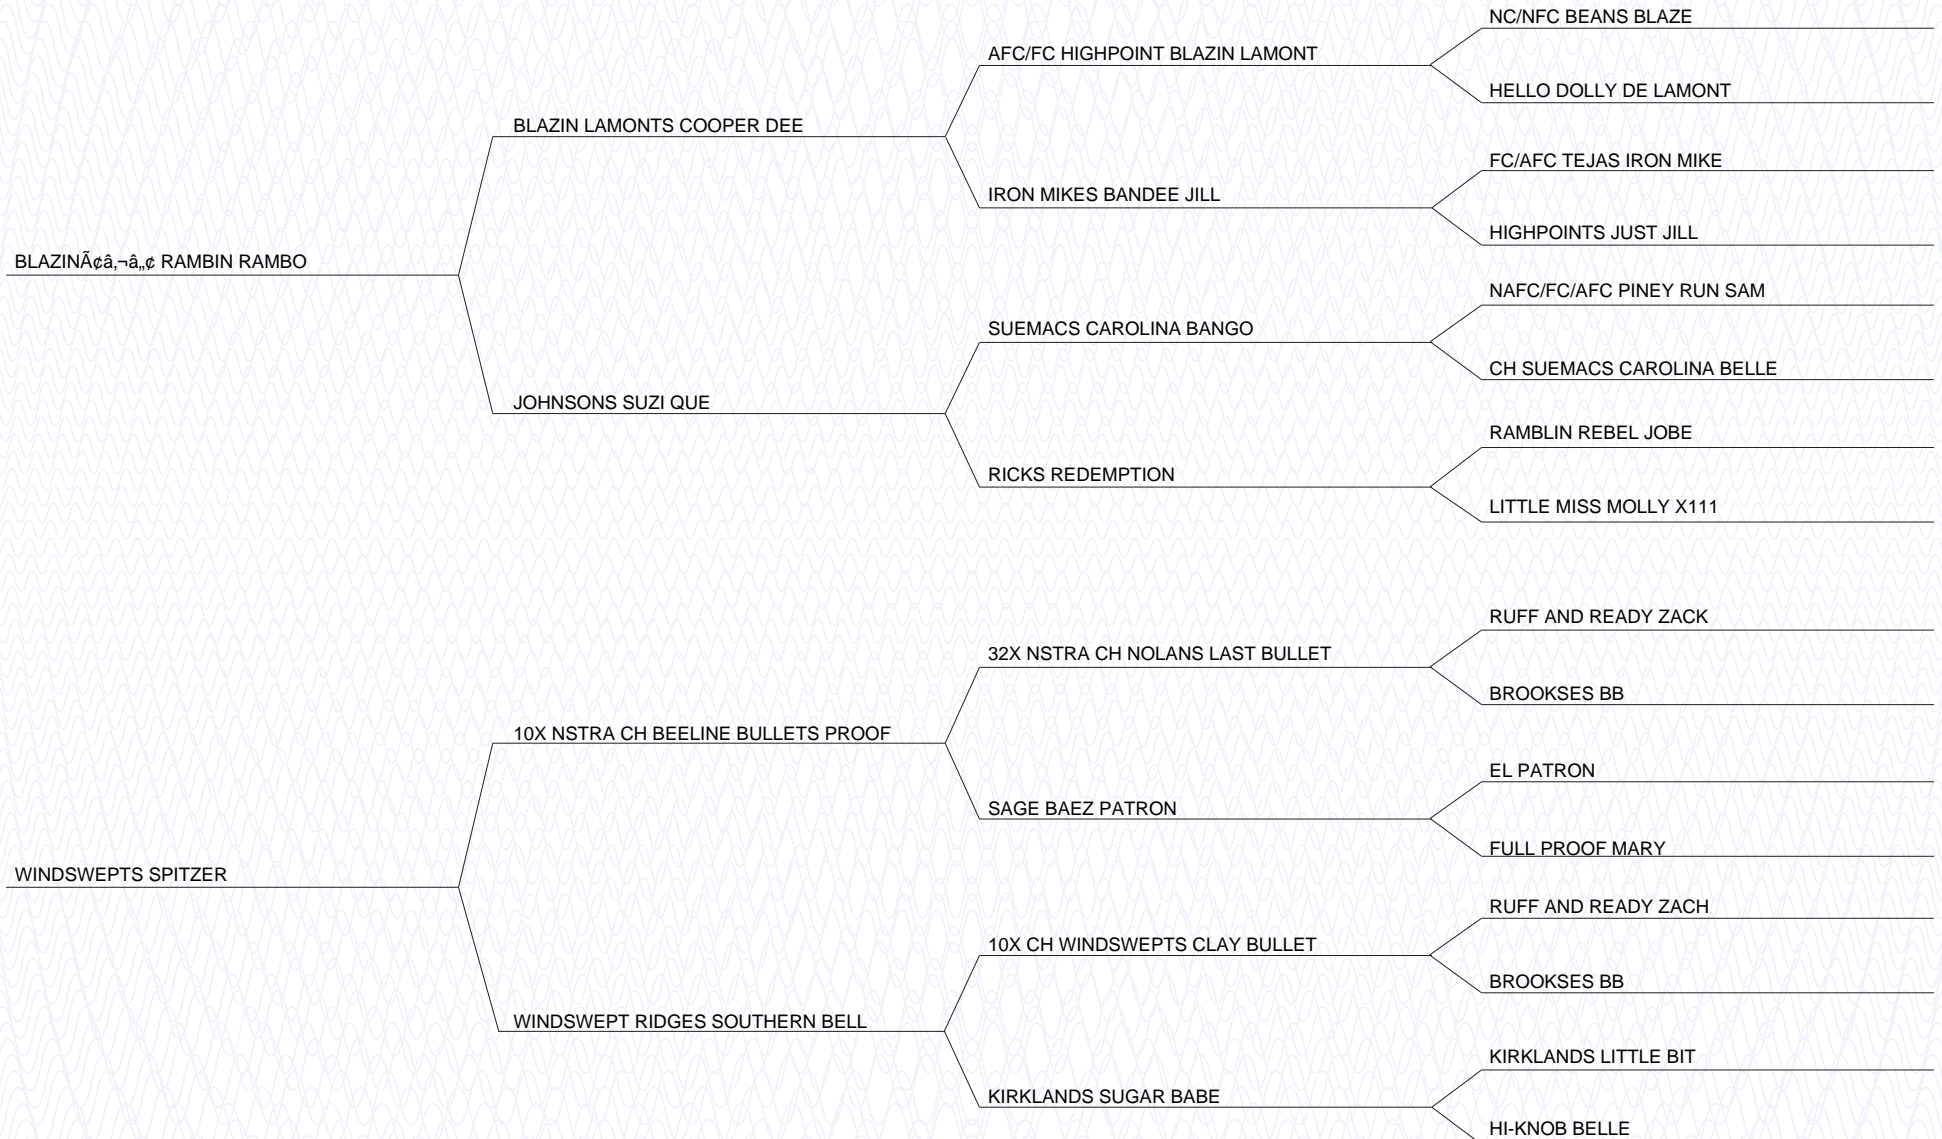 NC/NFC BEANS BLAZE
AFC/FC HIGHPOINT BLAZIN LAMONT
HELLO DOLLY DE LAMONT
BLAZIN LAMONTS COOPER DEE
FC/AFC TEJAS IRON MIKE
IRON MIKES BANDEE JILL
HIGHPOINTS JUST JILL
BLAZINÃ¢â‚¬â„¢ RAMBIN RAMBO
NAFC/FC/AFC PINEY RUN SAM
SUEMACS CAROLINA BANGO
CH SUEMACS CAROLINA BELLE
JOHNSONS SUZI QUE
RAMBLIN REBEL JOBE
RICKS REDEMPTION
LITTLE MISS MOLLY X111
RUFF AND READY ZACK
32X NSTRA CH NOLANS LAST BULLET
BROOKSES BB
10X NSTRA CH BEELINE BULLETS PROOF
EL PATRON
SAGE BAEZ PATRON
FULL PROOF MARY
WINDSWEPTS SPITZER
RUFF AND READY ZACH
10X CH WINDSWEPTS CLAY BULLET
BROOKSES BB
WINDSWEPT RIDGES SOUTHERN BELL
KIRKLANDS LITTLE BIT
KIRKLANDS SUGAR BABE
HI-KNOB BELLE